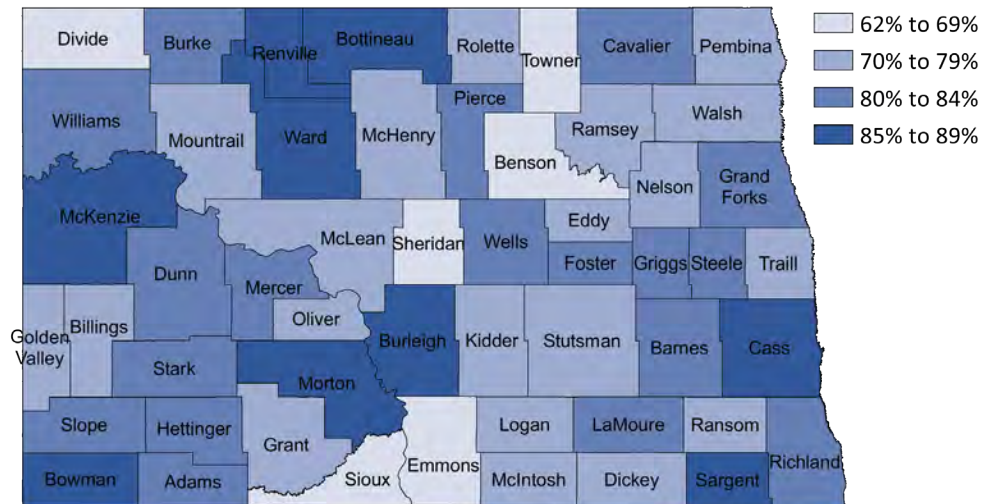 Divide
Burke
Renville
Bottineau
Rolette
Towner
Cavalier
Pembina
62% to 69%
70% to 79%
80% to 84%
85% to 89%
Williams
Mountrail
Ward
McHenry
Pierce
Benson
Ramsey
Walsh
Nelson
Grand
Forks
McKenzie
McLean
Sheridan
Wells
Eddy
Foster
Griggs
Steele
Traill
Dunn
Mercer
Oliver
Golden
Valley
Billings
Stark
Morton
Burleigh
Kidder
Stutsman
Barnes
Cass
Slope
Hettinger
Grant
Logan
LaMoure
Ransom
Bowman
Adams
Sioux
Emmons
McIntosh
Dickey
Sargent
Richland